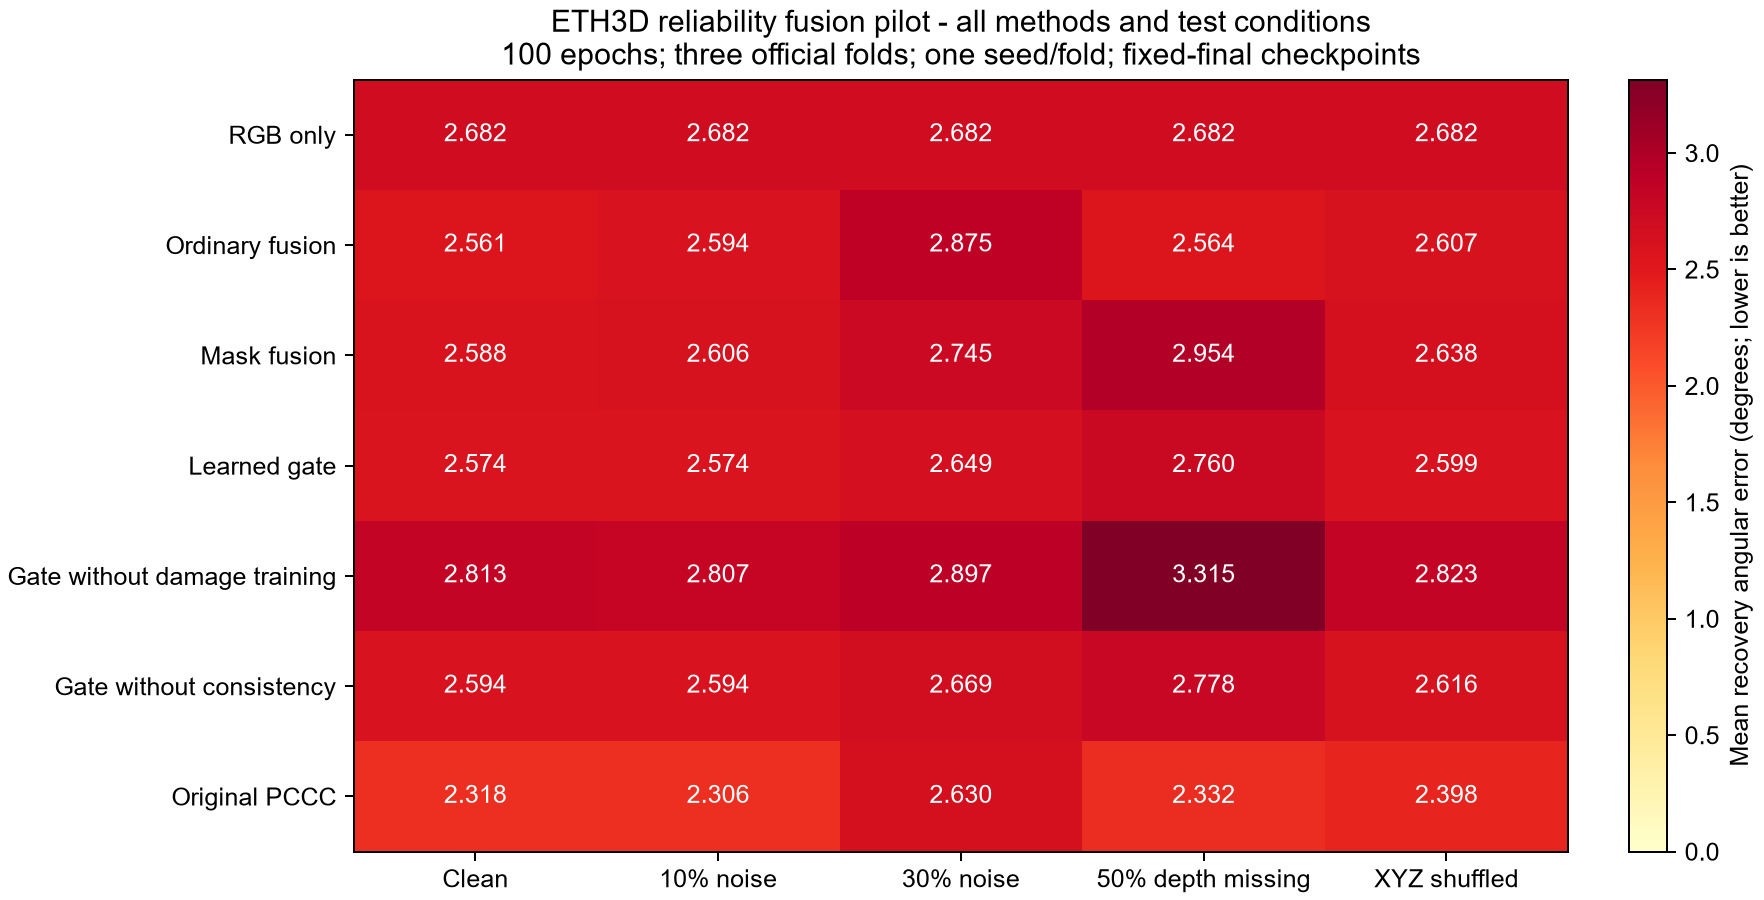 ETH3D reliability fusion pilot - all methods and test conditions
100 epochs; three official folds; one seed/fold; fixed-final checkpoints
RGB only 2.682 2.682 2.682 2.682 2.682
Ordinary fusion 2.561 2.594 2.875 2.564 2.607
Mask fusion 2.588 2.606 2.745 2.954 2.638
Learned gate 2.574 2.574 2.649 2.760 2.599
Gate without damage training 2.813 2.807 2.897 3.315 2.823
Gate without consistency 2.594 2.594 2.669 2.778 2.616
Original PCCC 2.318 2.306 2.630 2.332 2.398
Clean 10% noise 30% noise 50% depth missing XYZ shuffled
3.0
2.5
2.0
1.5
1.0
0.5
0.0
Mean recovery angular error (degrees; lower is better)